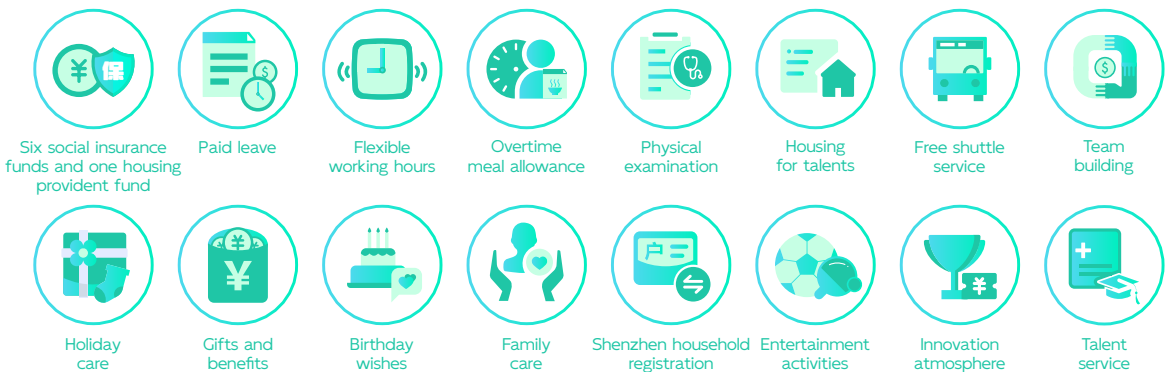 Six social insurance
funds and one housing
provident fund
Paid leave
Flexible
working hours
Overtime
meal allowance
Physical
examination
Housing
for talents
Free shuttle
service
Team
building
Holiday
care
Gifts and
benefits
Birthday
wishes
Family
care
Shenzhen household
registration
Entertainment
activities
Innovation
atmosphere
Talent
service